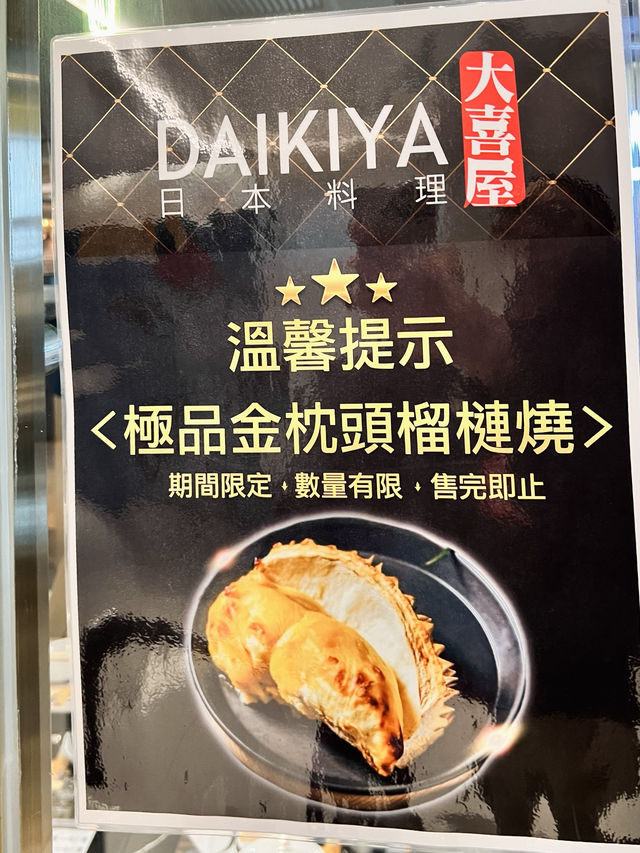 DAIKIYA
日本料理
大喜屋
溫馨提示
<極品金枕頭榴槤燒>
期間限定，數量有限，售完即止